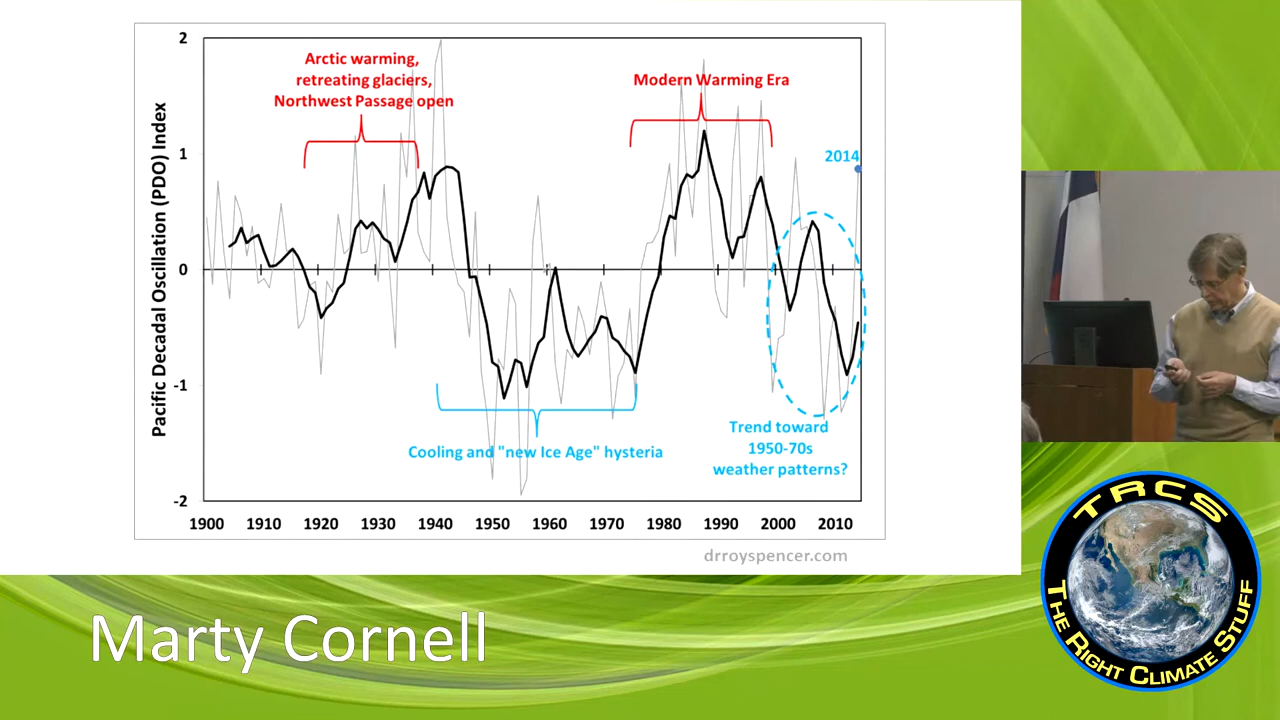 2
Arctic warming,
retreating glaciers,
Northwest Passage open
Modern Warming Era
1
2014
Pacific Decadal Oscillation (PDO) Index
0
-1
Cooling and "new Ice Age" hysteria
Trend toward
1950-70s
weather patterns?
-2
1900 1910 1920 1930 1940 1950 1960 1970 1980 1990 2000 2010
drroyspencer.com
Marty Cornell
TRCS
THE RIGHT CLIMATE STUFF